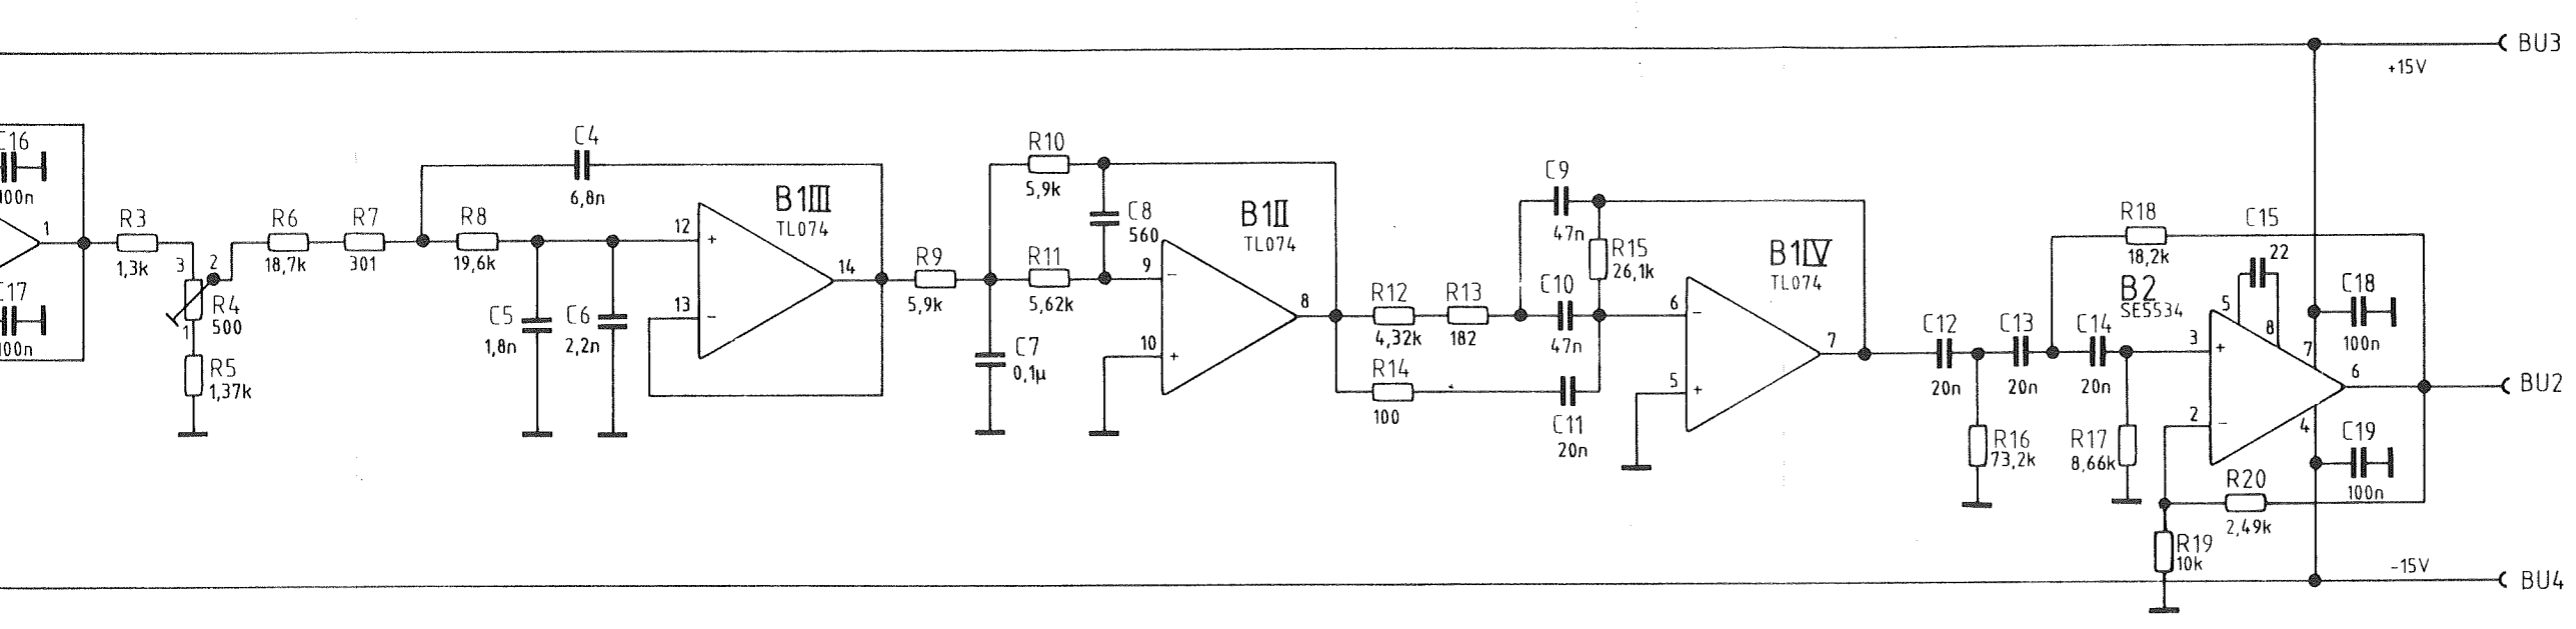 BU3
+15V
C16
100n
1
R3
1,3k
3
2
R4
500
1
R5
1,37k
C17
100n
R6
18,7k
R7
301
C4
6,8n
R8
19,6k
C5
1,8n
C6
2,2n
12
+
13
−
B1III
TL074
14
R9
5,9k
R10
5,9k
C8
560
R11
5,62k
C7
0,1µ
9
−
10
+
B1II
TL074
8
R12
4,32k
R13
182
R14
100
C9
47n
R15
26,1k
C10
47n
C11
20n
6
−
5
+
B1IV
TL074
7
C12
20n
C13
20n
C14
20n
R16
73,2k
R17
8,66k
R18
18,2k
C15
22
B2
SE5534
5
8
7
3
+
2
−
4
6
C18
100n
C19
100n
R20
2,49k
R19
10k
BU2
−15V
BU4